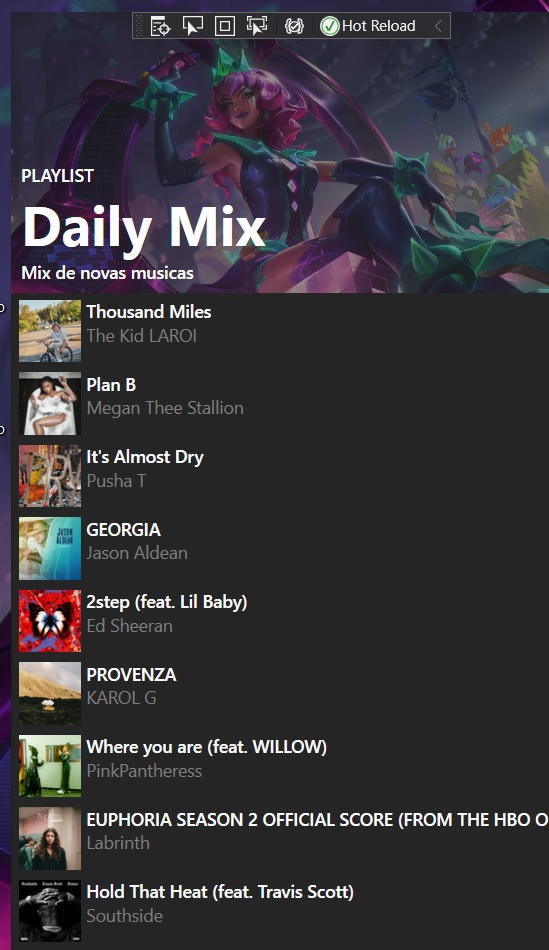 Hot Reload
PLAYLIST
Daily Mix
Mix de novas musicas
Thousand Miles
The Kid LAROI
Plan B
Megan Thee Stallion
It's Almost Dry
Pusha T
GEORGIA
JASON
ALDEAN
Jason Aldean
2step (feat. Lil Baby)
Ed Sheeran
PROVENZA
KAROL G
Where you are (feat. WILLOW)
PinkPantheress
EUPHORIA SEASON 2 OFFICIAL SCORE (FROM THE HBO O
Labrinth
Hold That Heat (feat. Travis Scott)
Southside